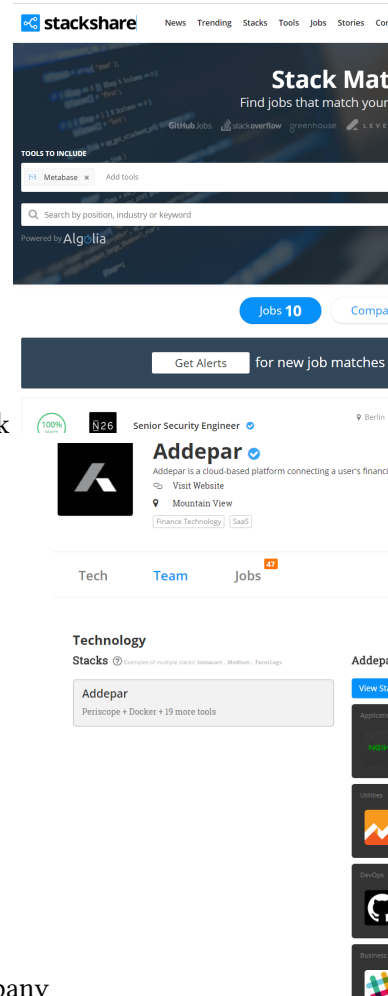 stackshare News Trending Stacks Tools Jobs Stories
Stack Mat
Find jobs that match your
GitHub Jobs stackoverflow greenhouse LEVE
TOOLS TO INCLUDE
Metabase × Add tools
Search by position, industry or keyword
Powered by Algolia
Jobs 10 Compa
Get Alerts for new job matches
k
100% Match N26 Senior Security Engineer Berlin
Addepar
Addepar is a cloud-based platform connecting a user's financi
Visit Website
Mountain View
Finance Technology SaaS
Tech Team Jobs 47
Technology
Stacks Examples of multiple stacks: Instacart , Medium , FarmLogs
Addepa
Addepar
View Sta
Periscope + Docker + 19 more tools
Applicatio
Utilities
DevOps
Business
pany